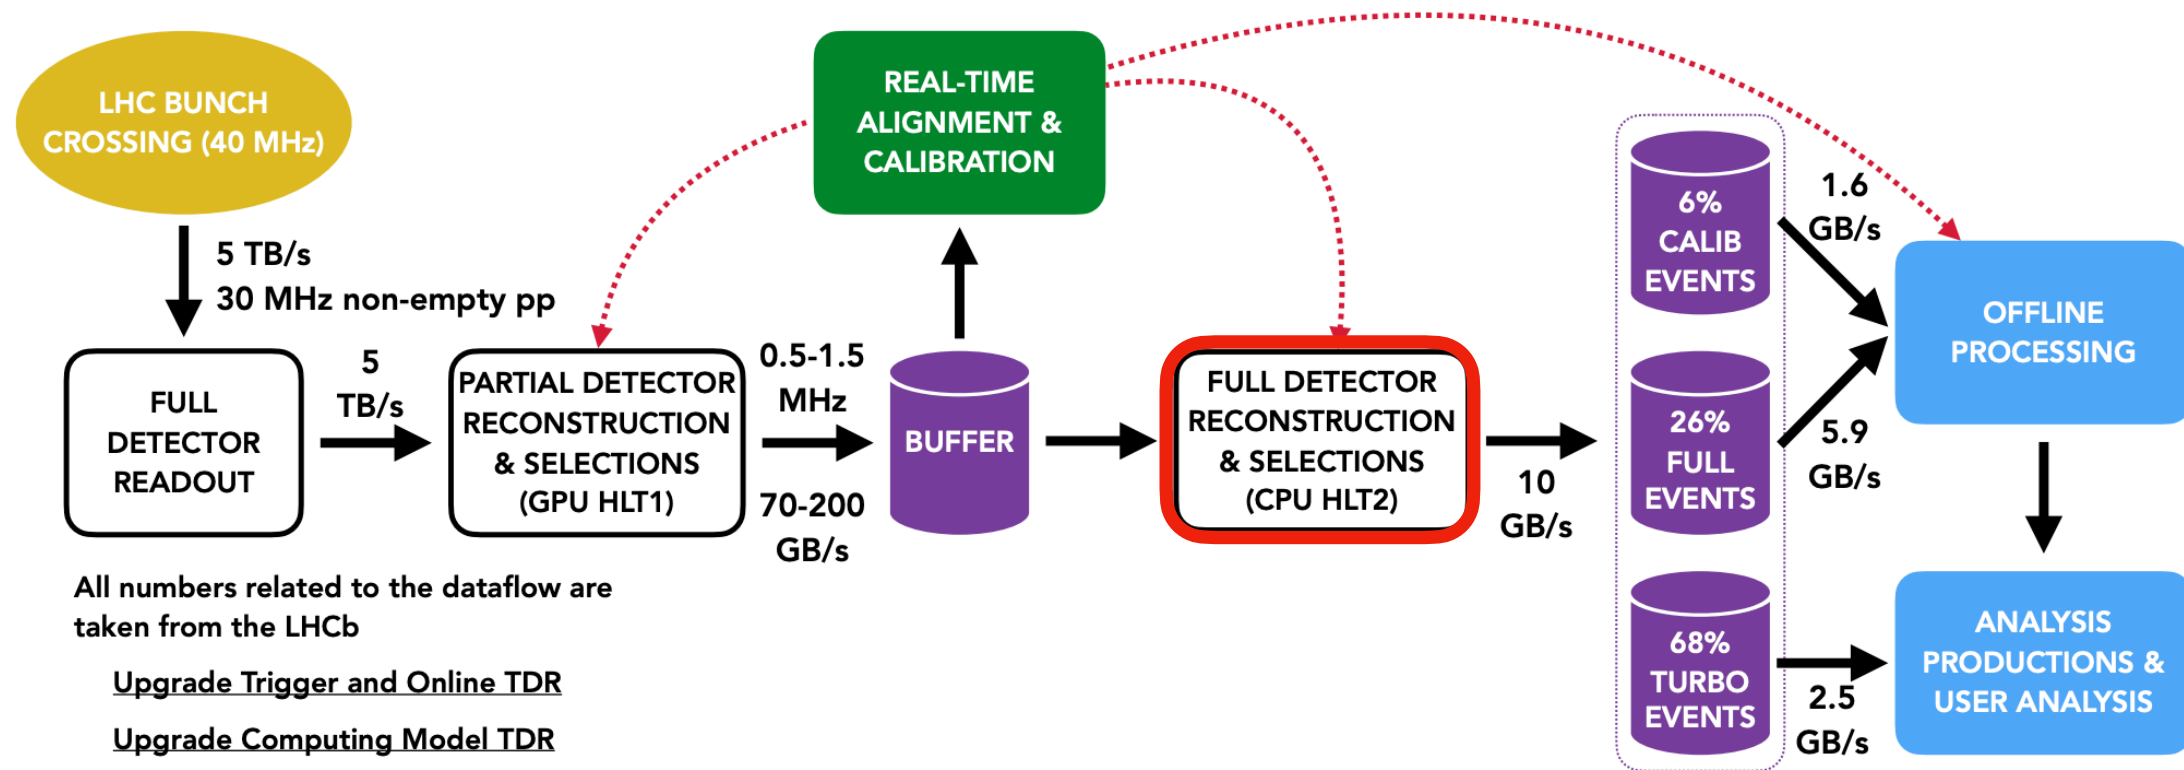 LHC BUNCH
CROSSING (40 MHz)
5 TB/s
30 MHz non-empty pp
FULL
DETECTOR
READOUT
5
TB/s
PARTIAL DETECTOR
RECONSTRUCTION
& SELECTIONS
(GPU HLT1)
0.5-1.5
MHz
70-200
GB/s
REAL-TIME
ALIGNMENT &
CALIBRATION
BUFFER
FULL DETECTOR
RECONSTRUCTION
& SELECTIONS
(CPU HLT2)
10
GB/s
6%
CALIB
EVENTS
1.6
GB/s
26%
FULL
EVENTS
5.9
GB/s
68%
TURBO
EVENTS
2.5
GB/s
OFFLINE
PROCESSING
ANALYSIS
PRODUCTIONS &
USER ANALYSIS
All numbers related to the dataflow are
taken from the LHCb
Upgrade Trigger and Online TDR
Upgrade Computing Model TDR